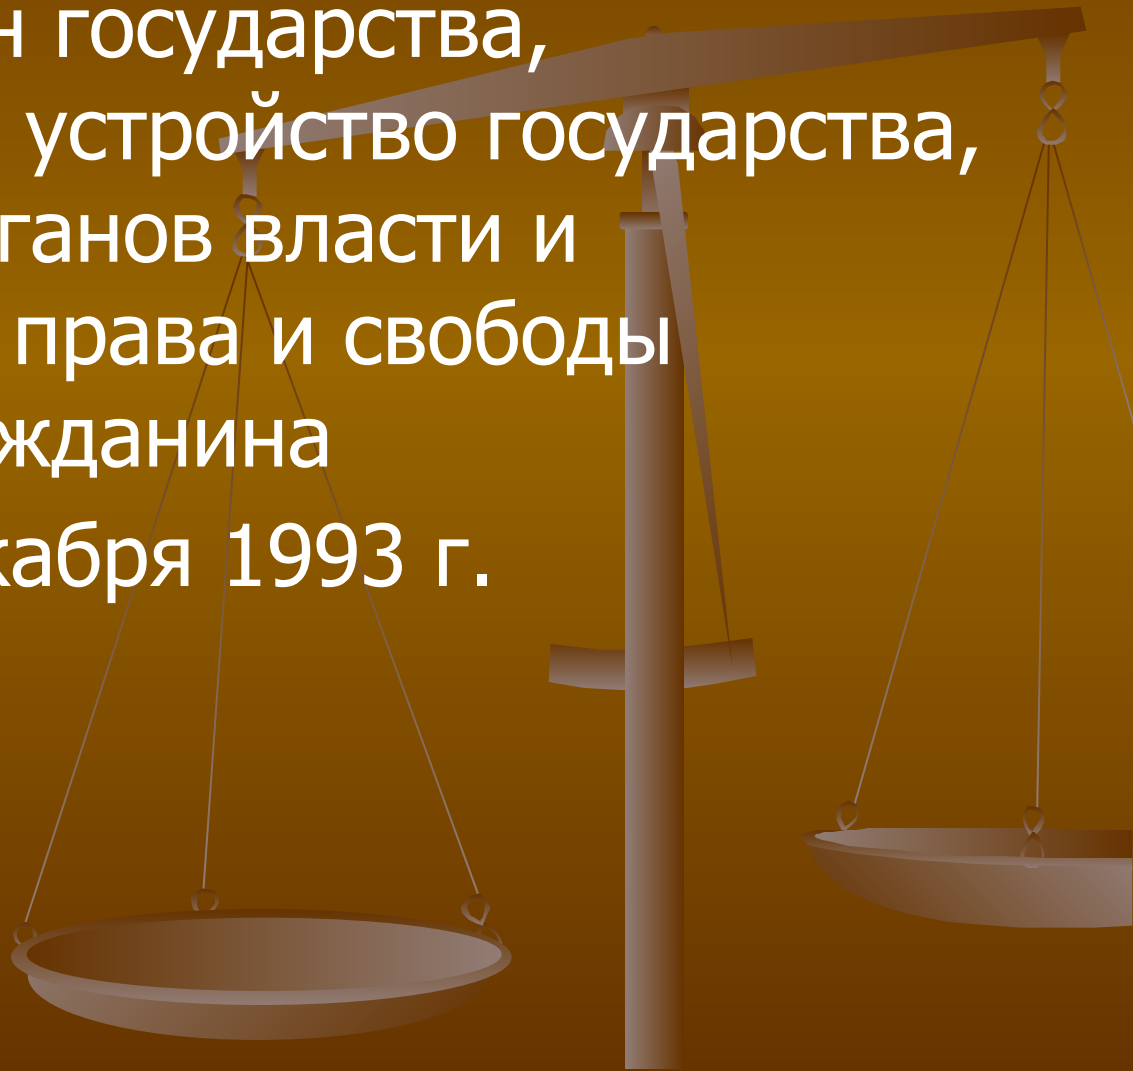 н государства,
устройство государства,
ганов власти и
права и свободы
жданина
кабря 1993 г.